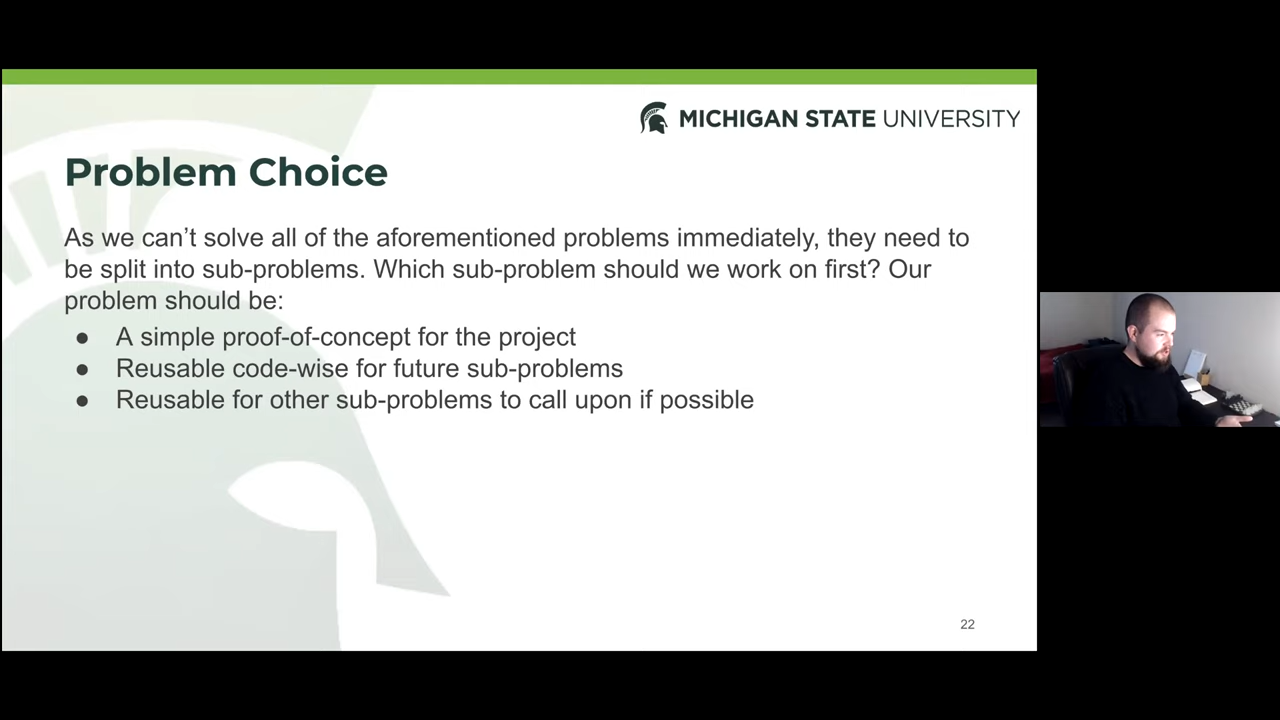 MICHIGAN STATE UNIVERSITY
Problem Choice
As we can’t solve all of the aforementioned problems immediately, they need to
be split into sub-problems. Which sub-problem should we work on first? Our
problem should be:
● A simple proof-of-concept for the project
● Reusable code-wise for future sub-problems
● Reusable for other sub-problems to call upon if possible
22